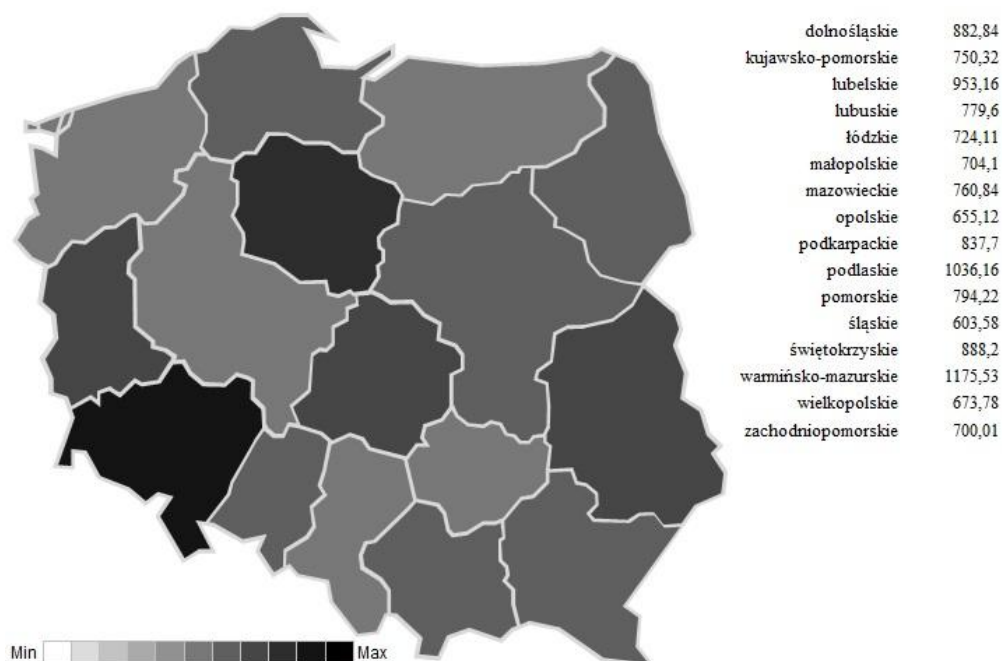 dolnośląskie 882,84
kujawsko-pomorskie 750,32
lubelskie 953,16
lubuskie 779,6
łódzkie 724,11
małopolskie 704,1
mazowieckie 760,84
opolskie 655,12
podkarpackie 837,7
podlaskie 1036,16
pomorskie 794,22
śląskie 603,58
świętokrzyskie 888,2
warmińsko-mazurskie 1175,53
wielkopolskie 673,78
zachodniopomorskie 700,01
Min Max